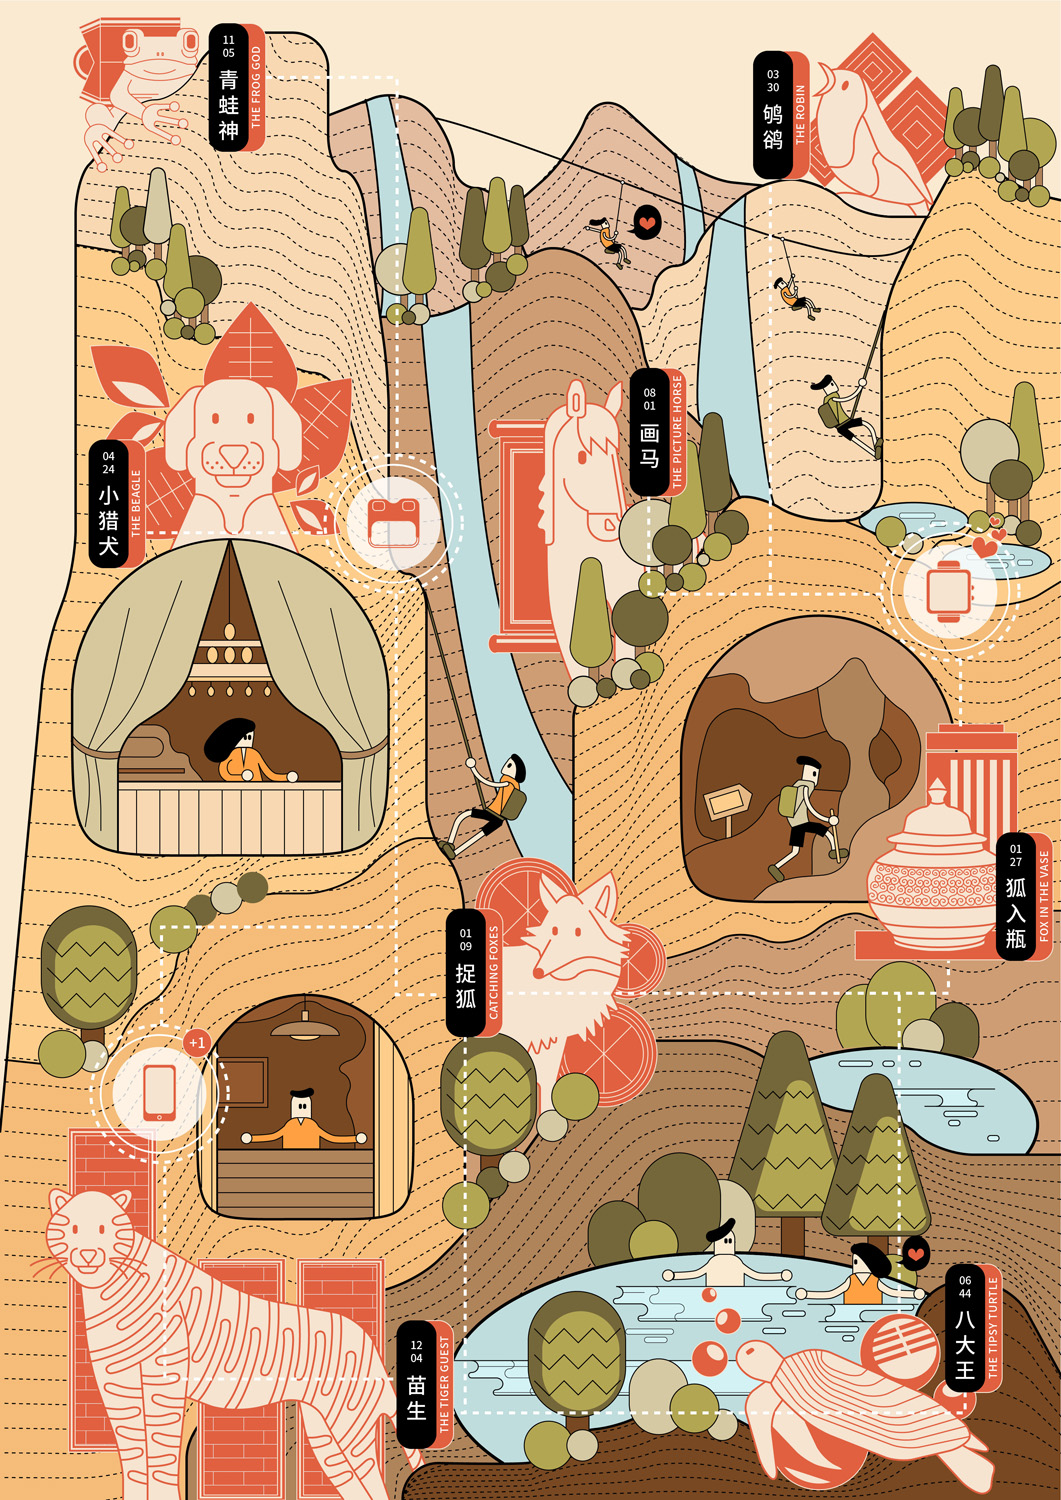 11
05
青蛙神
THE FROG GOD
03
30
鸲鹆
THE ROBIN
08
01
画马
THE PICTURE HORSE
04
24
小猎犬
THE BEAGLE
01
27
狐入瓶
FOX IN THE VASE
01
09
捉狐
CATCHING FOXES
+1
06
44
八大王
THE TIPSY TURTLE
12
04
苗生
THE TIGER GUEST